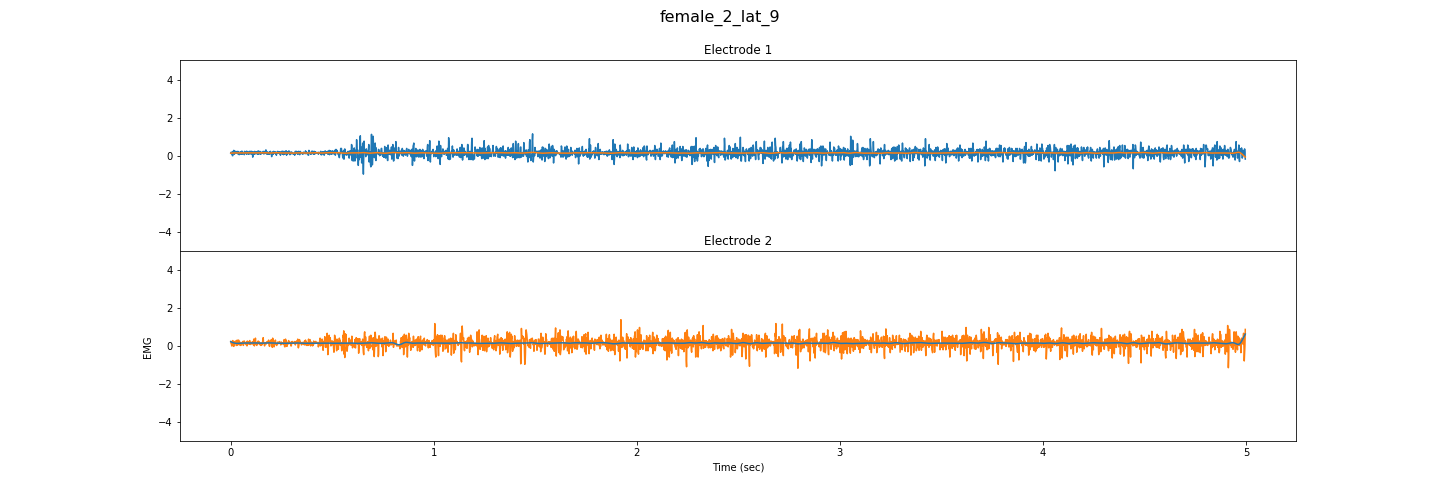 female_2_lat_9
Electrode 1
4
2
0
−2
−4
Electrode 2
4
2
0
−2
−4
EMG
0 1 2 3 4 5
Time (sec)